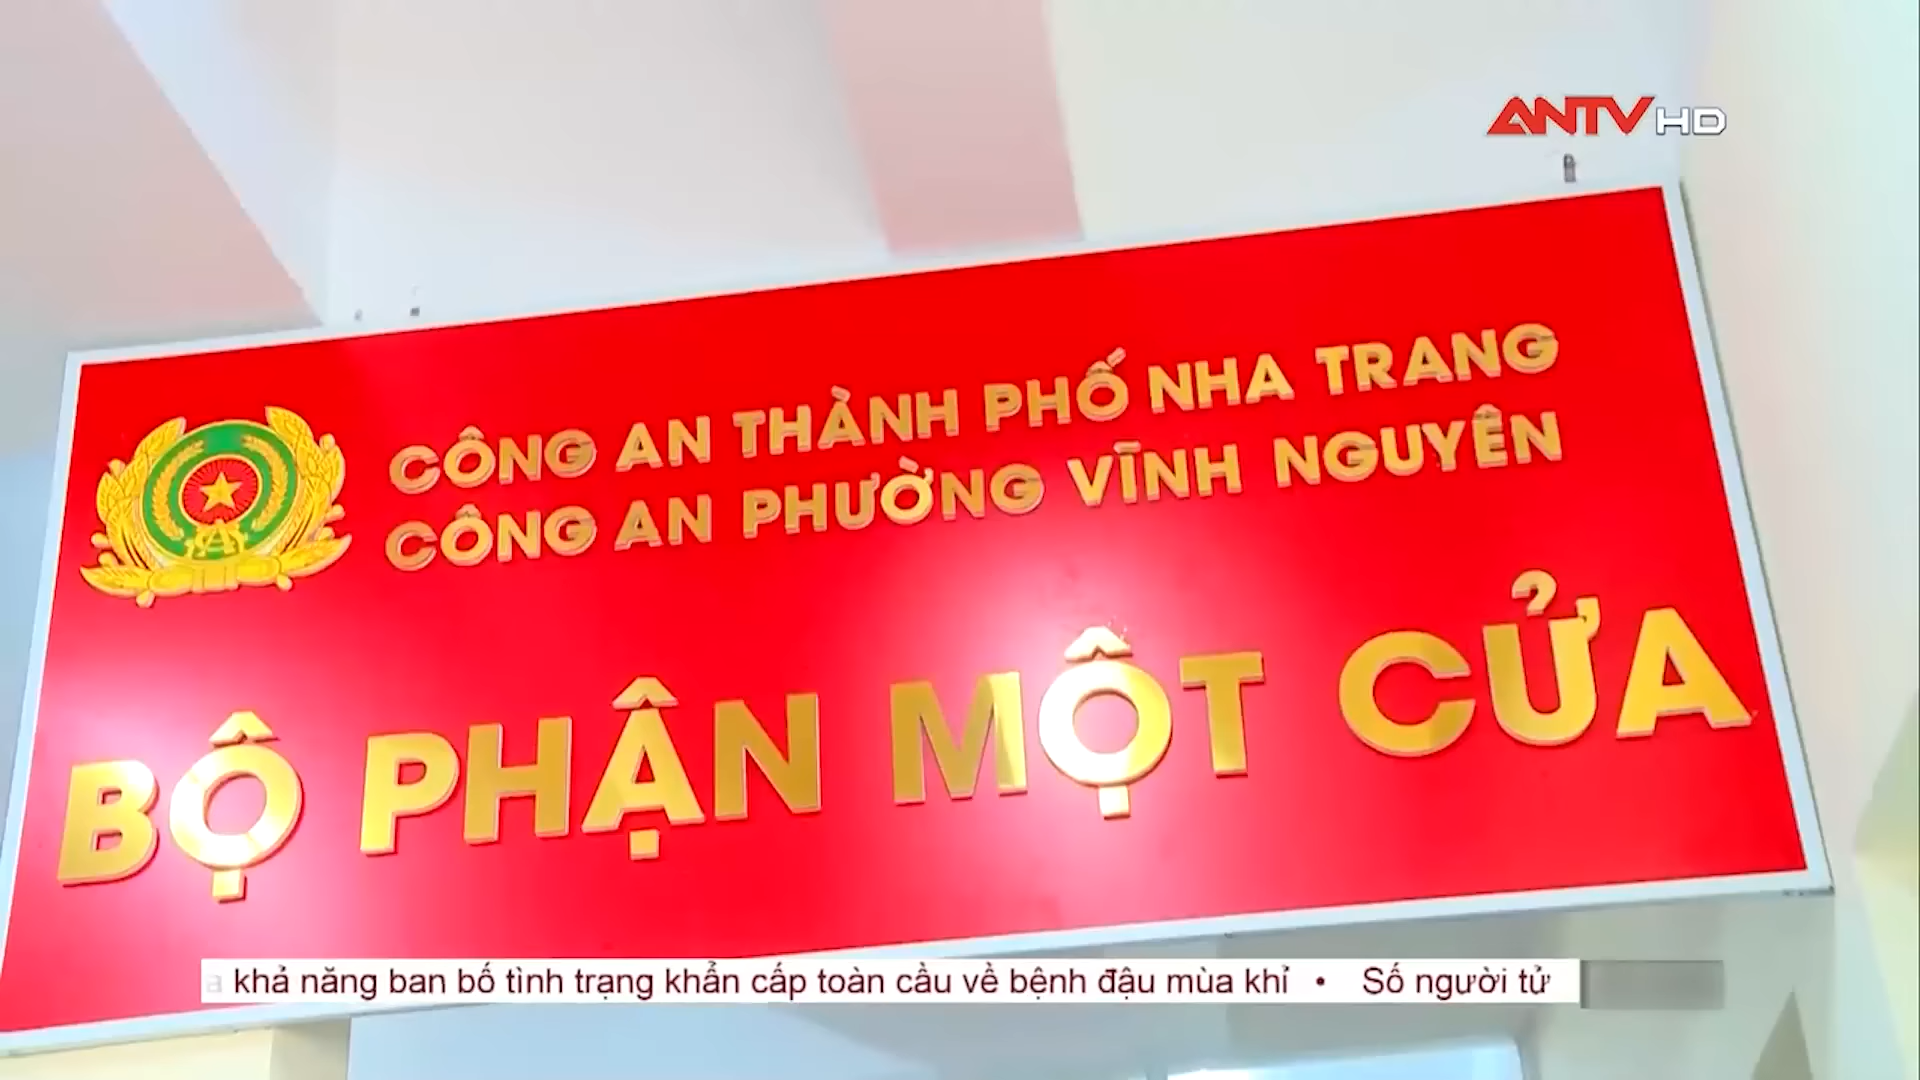 ANTV HD
CÔNG AN THÀNH PHỐ NHA TRANG
CÔNG AN PHƯỜNG VĨNH NGUYÊN
BỘ PHẬN MỘT CỬA
khả năng ban bố tình trạng khẩn cấp toàn cầu về bệnh đậu mùa khỉ • Số người tử